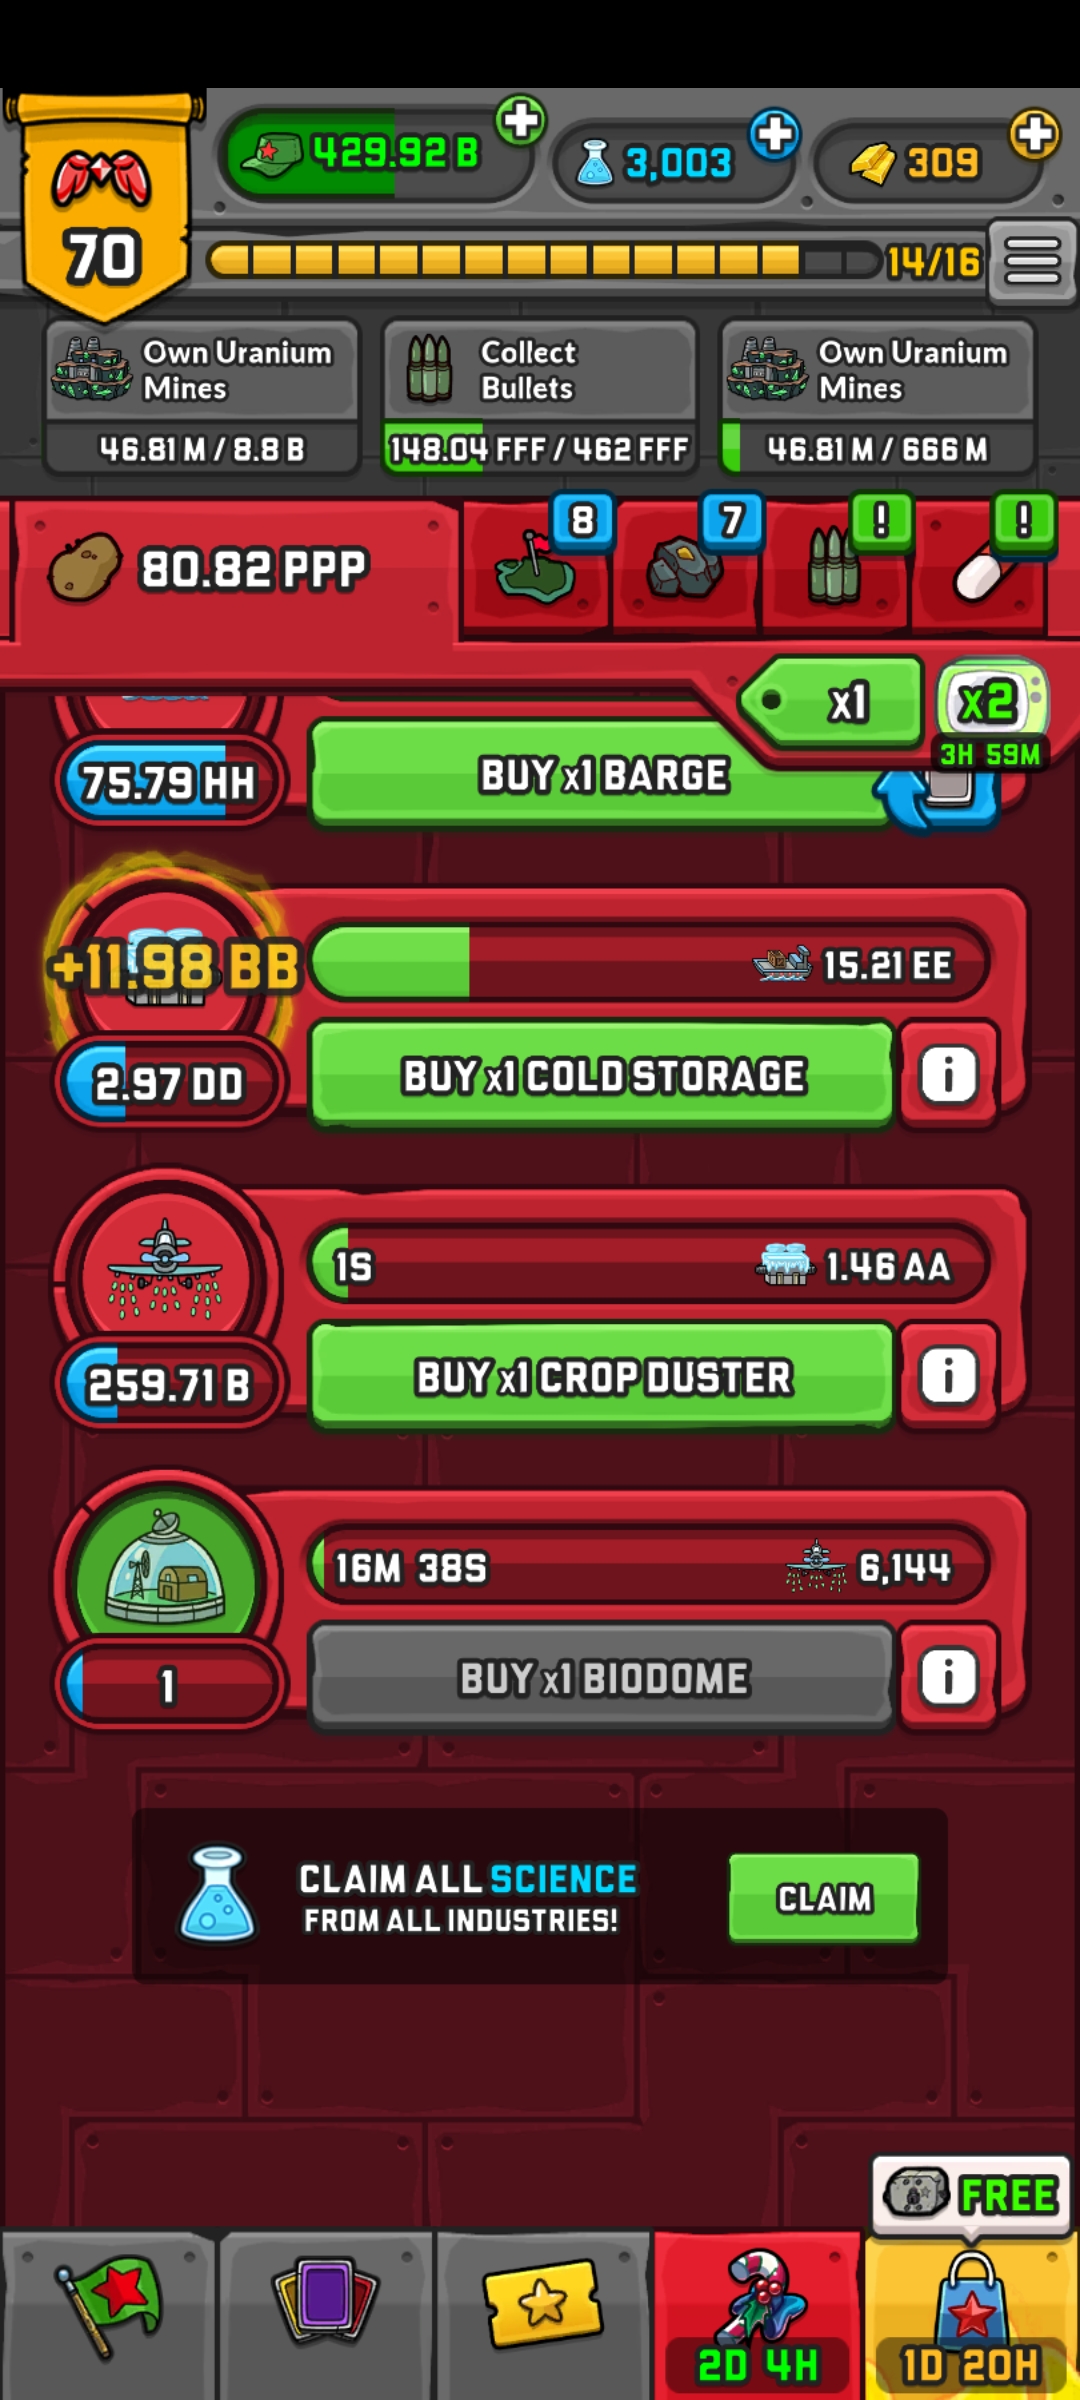 70
429.92 B
3,003
309
14/16
Own Uranium
Mines
46.81 M / 8.8 B
Collect
Bullets
148.04 FFF / 462 FFF
Own Uranium
Mines
46.81 M / 666 M
80.82 PPP
8
7
!
!
x1
x2
3H 59M
75.79 HH
BUY x1 BARGE
+11.98 BB
15.21 EE
2.97 DD
BUY x1 COLD STORAGE
i
1S
1.46 AA
259.71 B
BUY x1 CROP DUSTER
i
16M 38S
6,144
1
BUY x1 BIODOME
i
CLAIM ALL SCIENCE
FROM ALL INDUSTRIES!
CLAIM
FREE
2D 4H
1D 20H